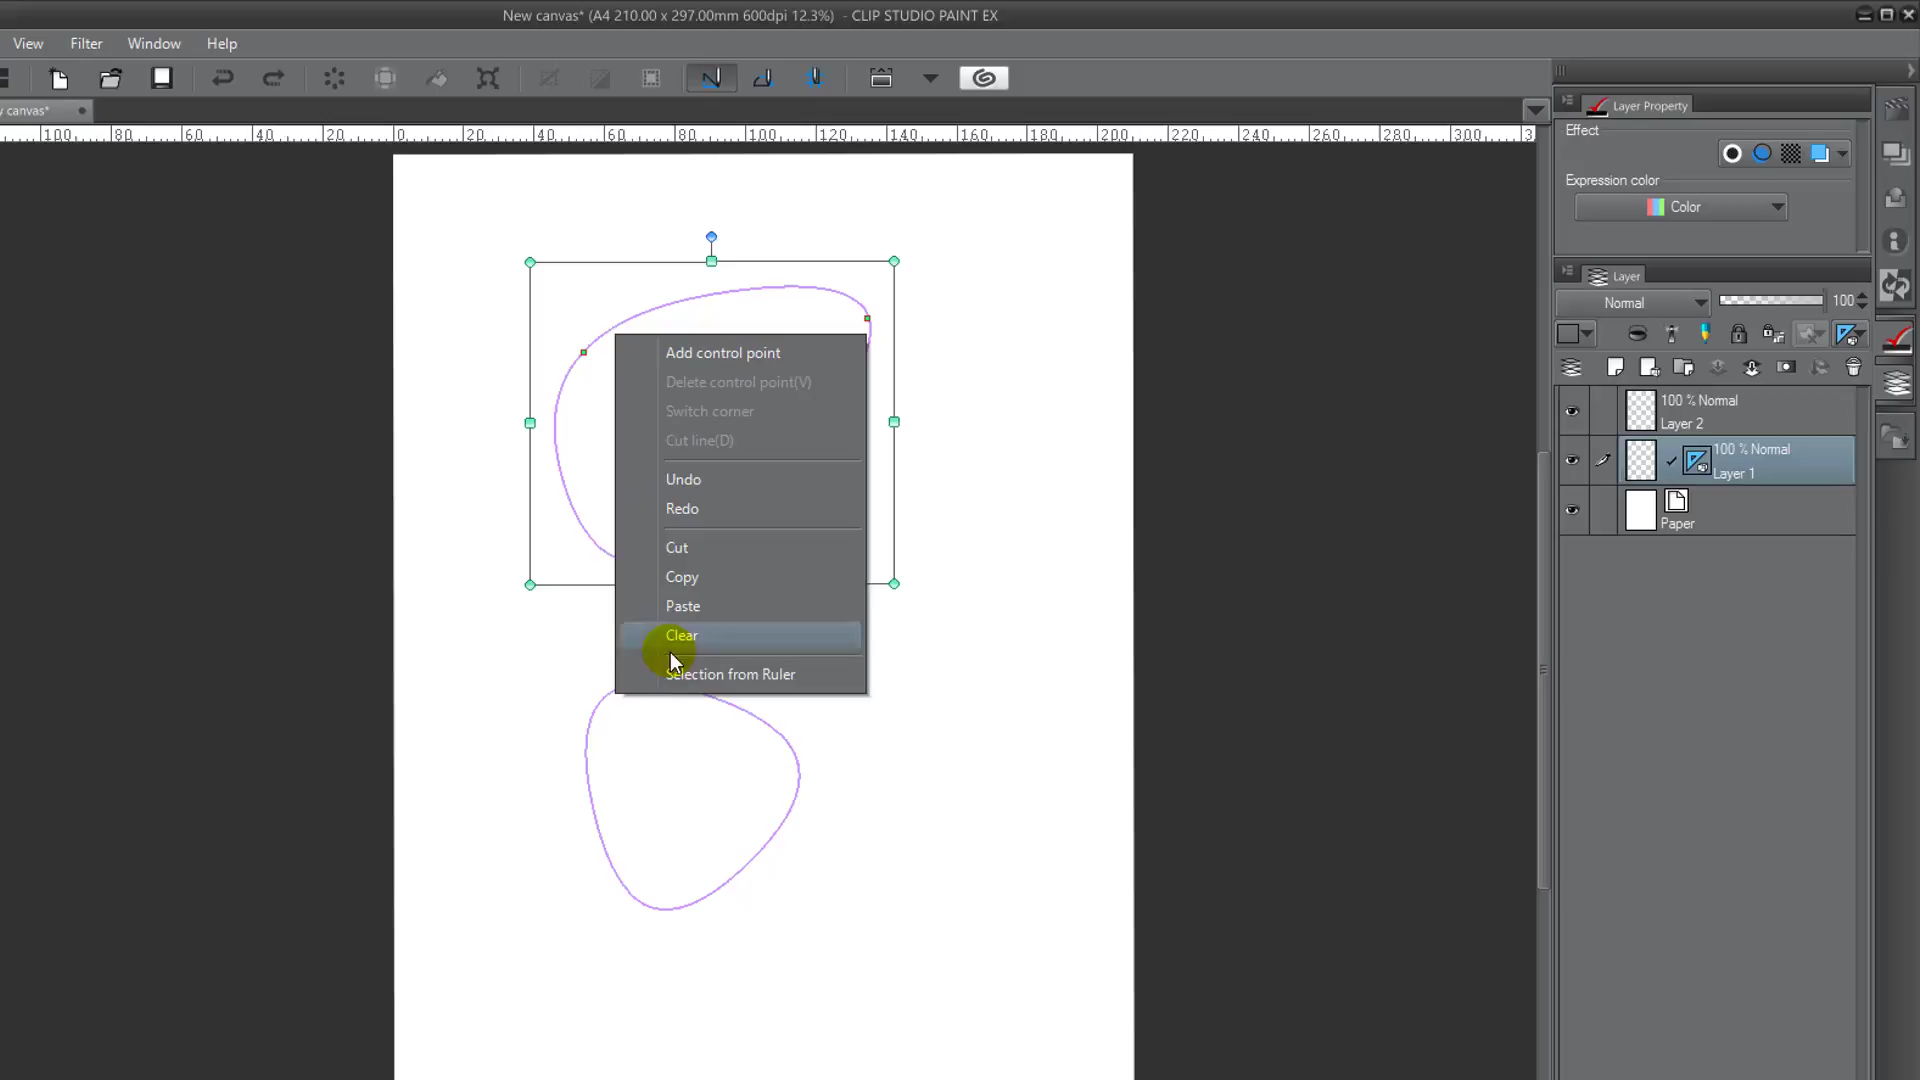 New canvas* (A4 210.00 x 297.00mm 600dpi 12.3%) - CLIP STUDIO PAINT EX
View Filter Window Help
canvas*
100 80 60 40 20 0 20 40 60 80 100 120 140 160 180 200 220 240 260 280 300 3
Layer Property
Effect
Expression color
Color
Layer
Normal 100
100 % Normal
Layer 2
100 % Normal
Layer 1
Paper
Add control point
Delete control point(V)
Switch corner
Cut line(D)
Undo
Redo
Cut
Copy
Paste
Clear
Selection from Ruler